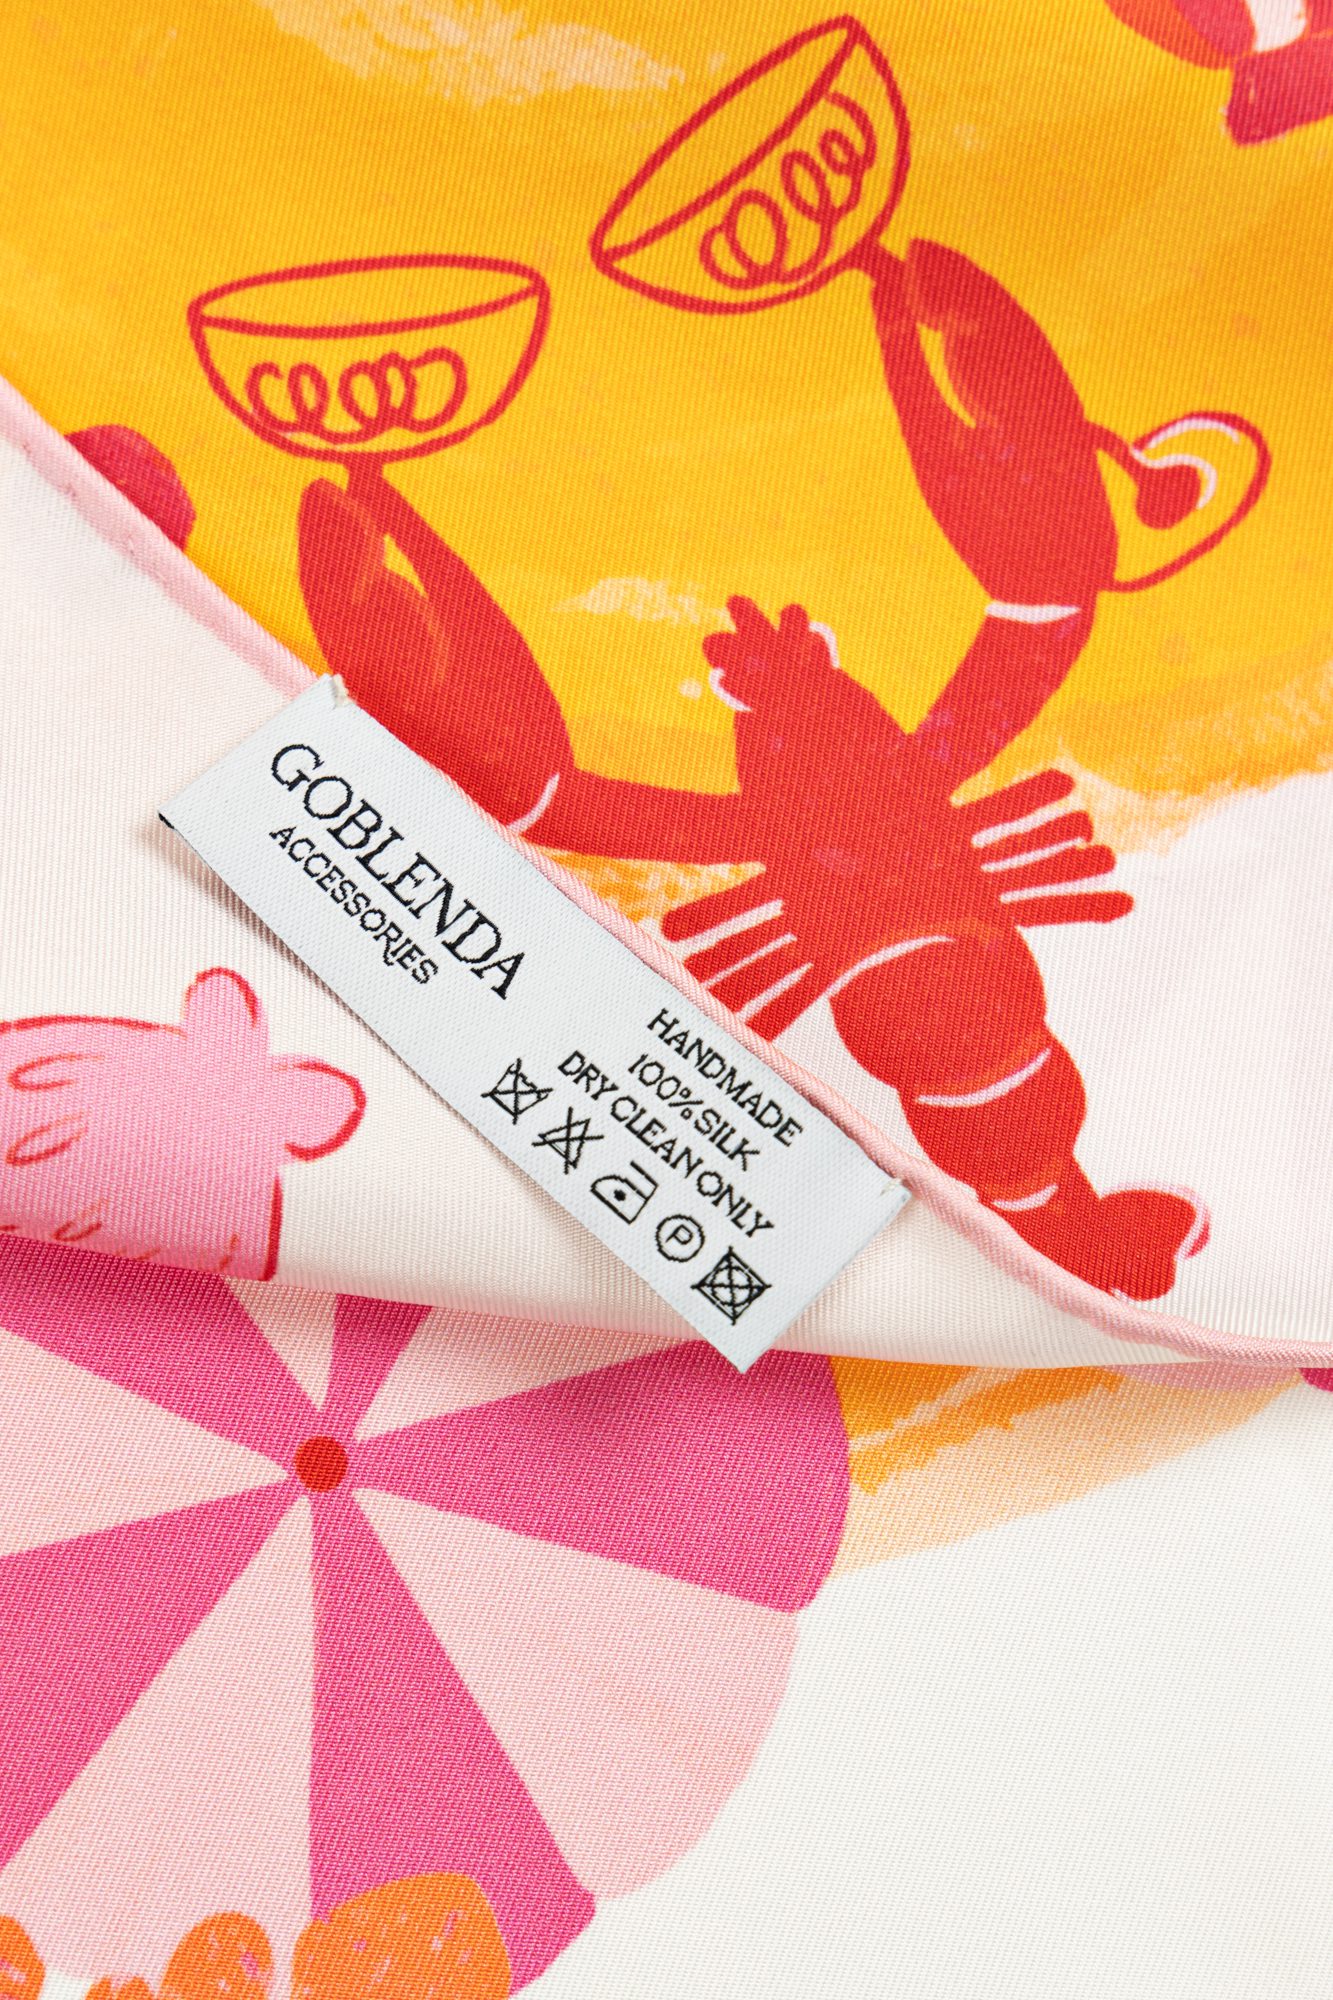 GOBLENDA
ACCESSORIES
HANDMADE
100% SILK
DRY CLEAN ONLY
P